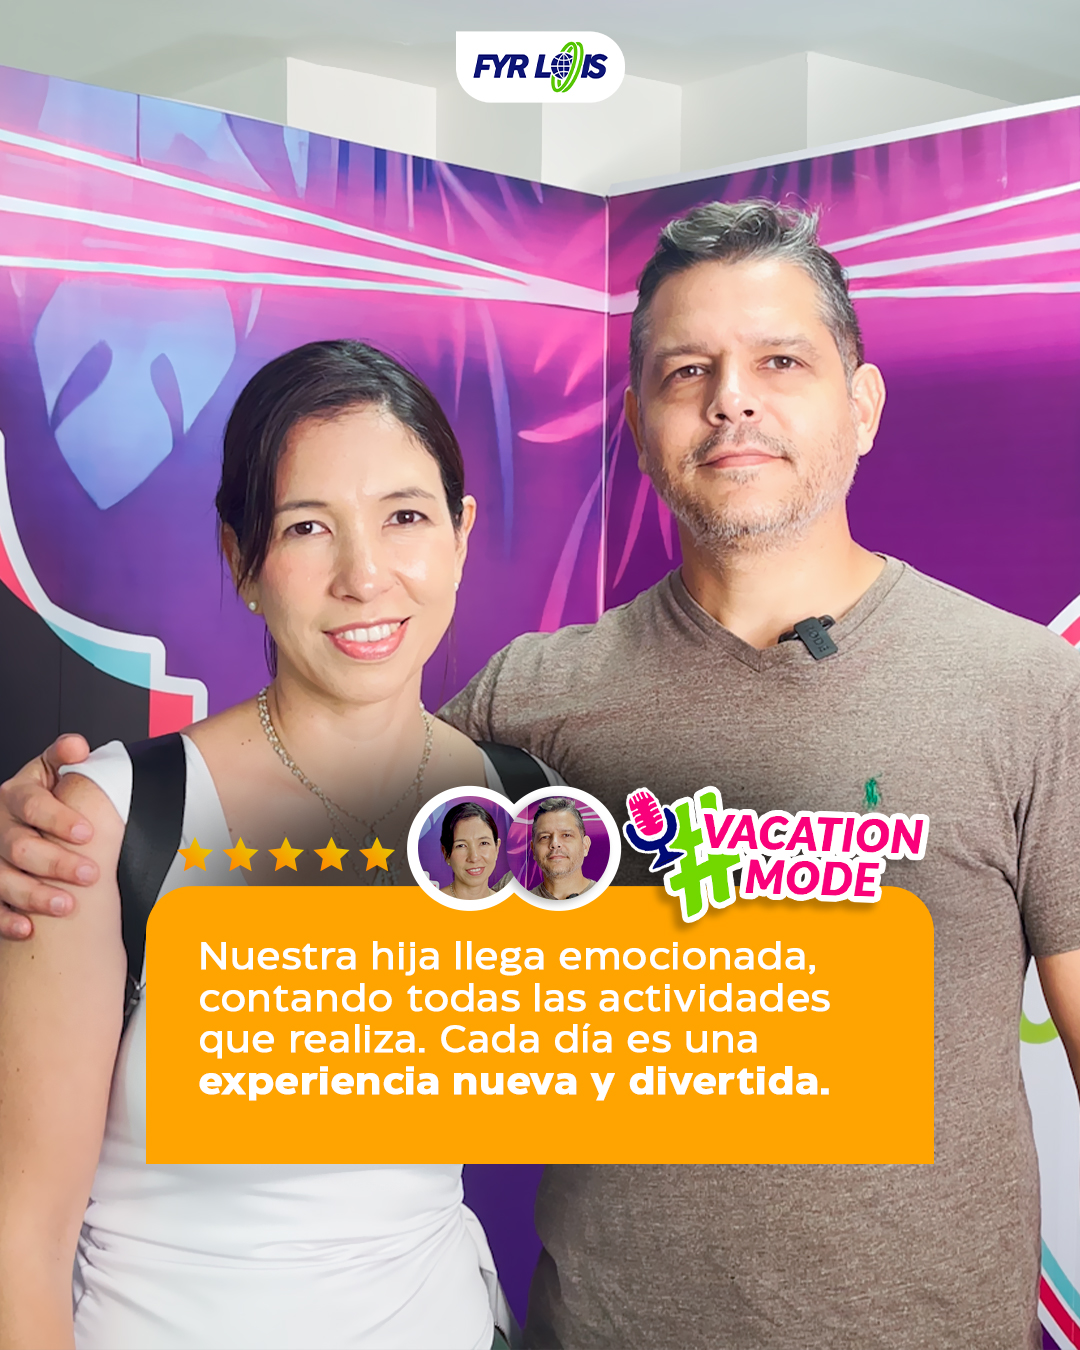 FYR LOIS
#VACATION
MODE
Nuestra hija llega emocionada,
contando todas las actividades
que realiza. Cada día es una
experiencia nueva y divertida.